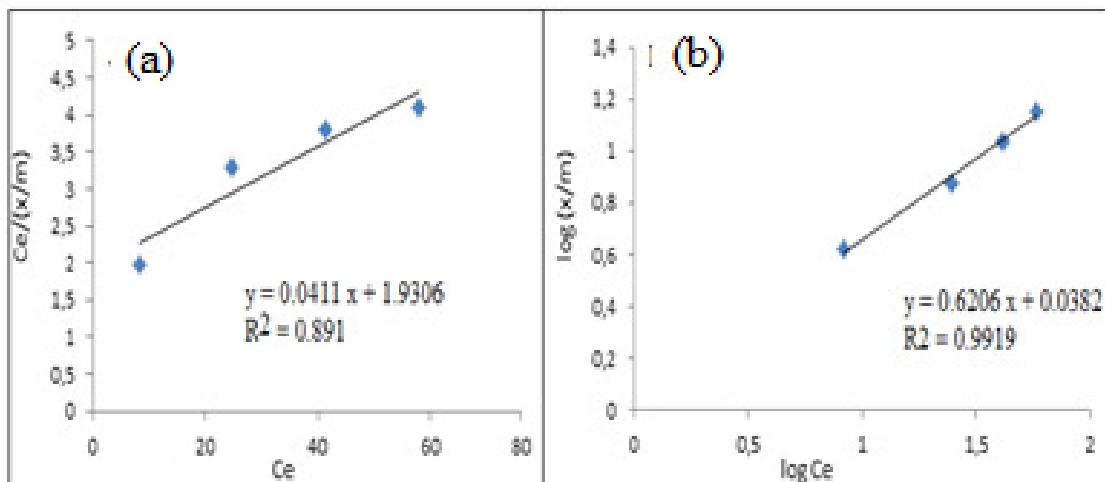 (a)
5
4,5
4
3,5
3
2,5
2
1,5
1
0,5
0
Ce/(x/m)
y = 0.0411 x + 1.9306
R2 = 0.891
0 20 40 60 80
Ce
(b)
1,4
1,2
1
0,8
0,6
0,4
0,2
0
log (x/m)
y = 0.6206 x + 0.0382
R2 = 0.9919
0 0,5 1 1,5 2
log Ce